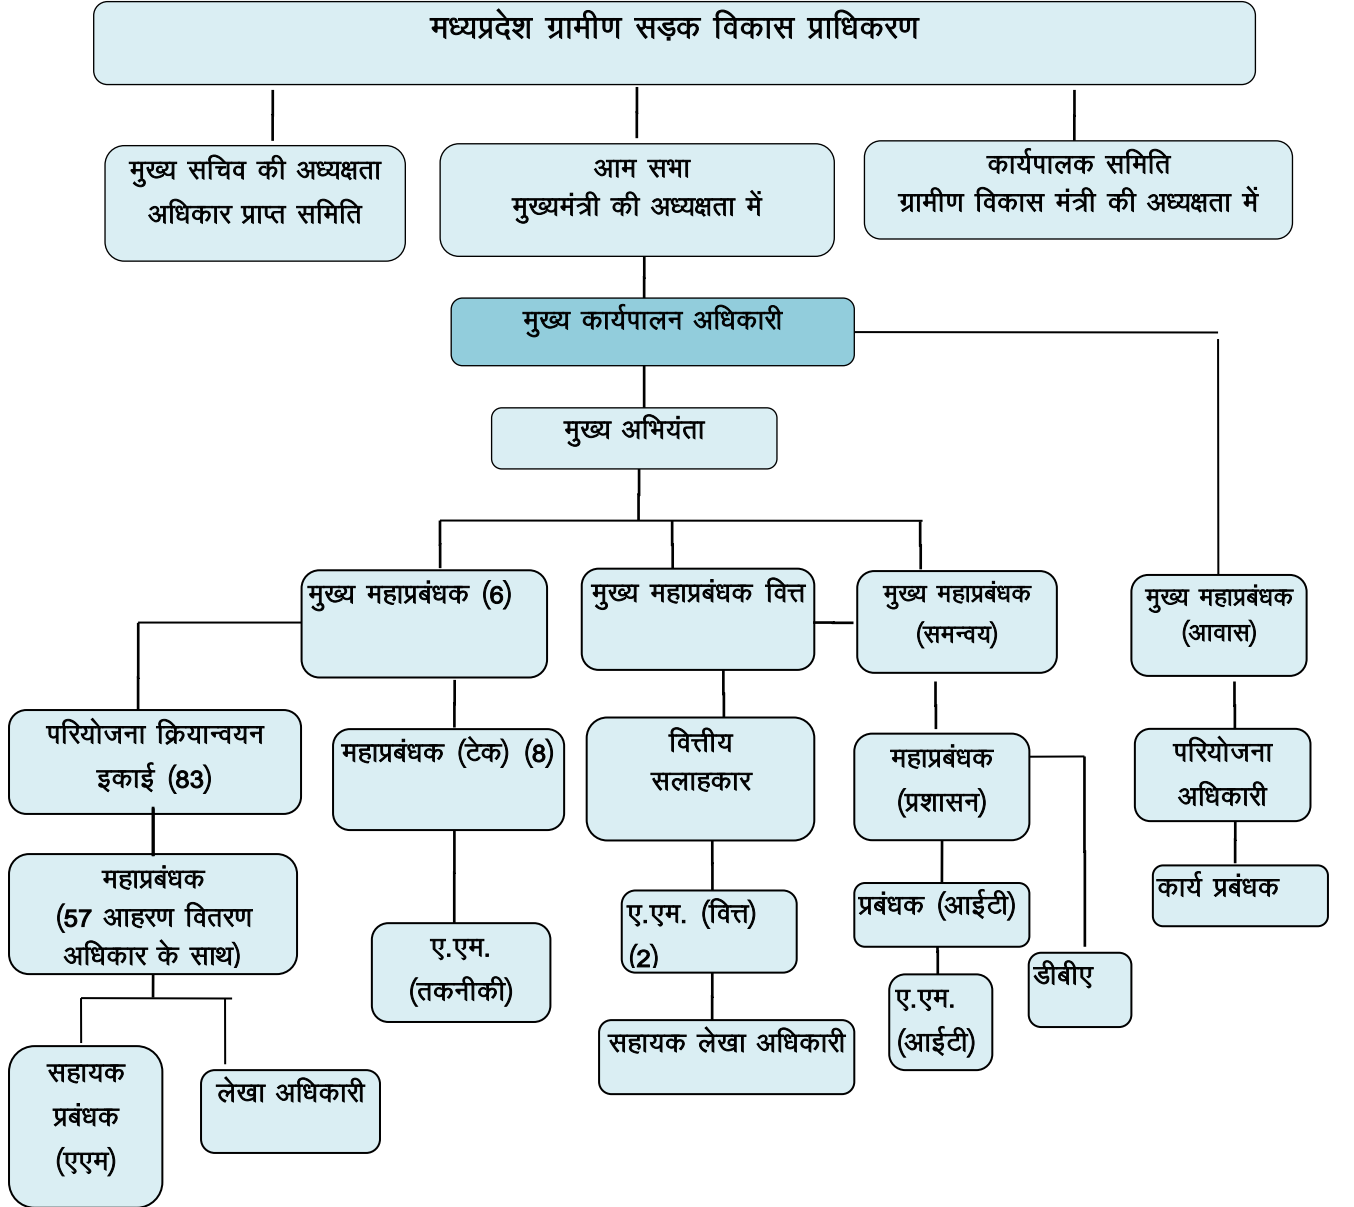 मध्यप्रदेश ग्रामीण सड़क विकास प्राधिकरण
मुख्य सचिव की अध्यक्षता
अधिकार प्राप्त समिति
आम सभा
मुख्यमंत्री की अध्यक्षता में
कार्यपालक समिति
ग्रामीण विकास मंत्री की अध्यक्षता में
मुख्य कार्यपालन अधिकारी
मुख्य अभियंता
मुख्य महाप्रबंधक (6)
मुख्य महाप्रबंधक वित्त
मुख्य महाप्रबंधक
(समन्वय)
मुख्य महाप्रबंधक
(आवास)
परियोजना क्रियान्वयन
इकाई (83)
महाप्रबंधक (टेक) (8)
वित्तीय
सलाहकार
महाप्रबंधक
(प्रशासन)
परियोजना
अधिकारी
महाप्रबंधक
(57 आहरण वितरण
अधिकार के साथ)
ए.एम.
(तकनीकी)
ए.एम. (वित्त)
(2)
प्रबंधक (आईटी)
कार्य प्रबंधक
सहायक
प्रबंधक
(एएम)
लेखा अधिकारी
सहायक लेखा अधिकारी
ए.एम.
(आईटी)
डीबीए